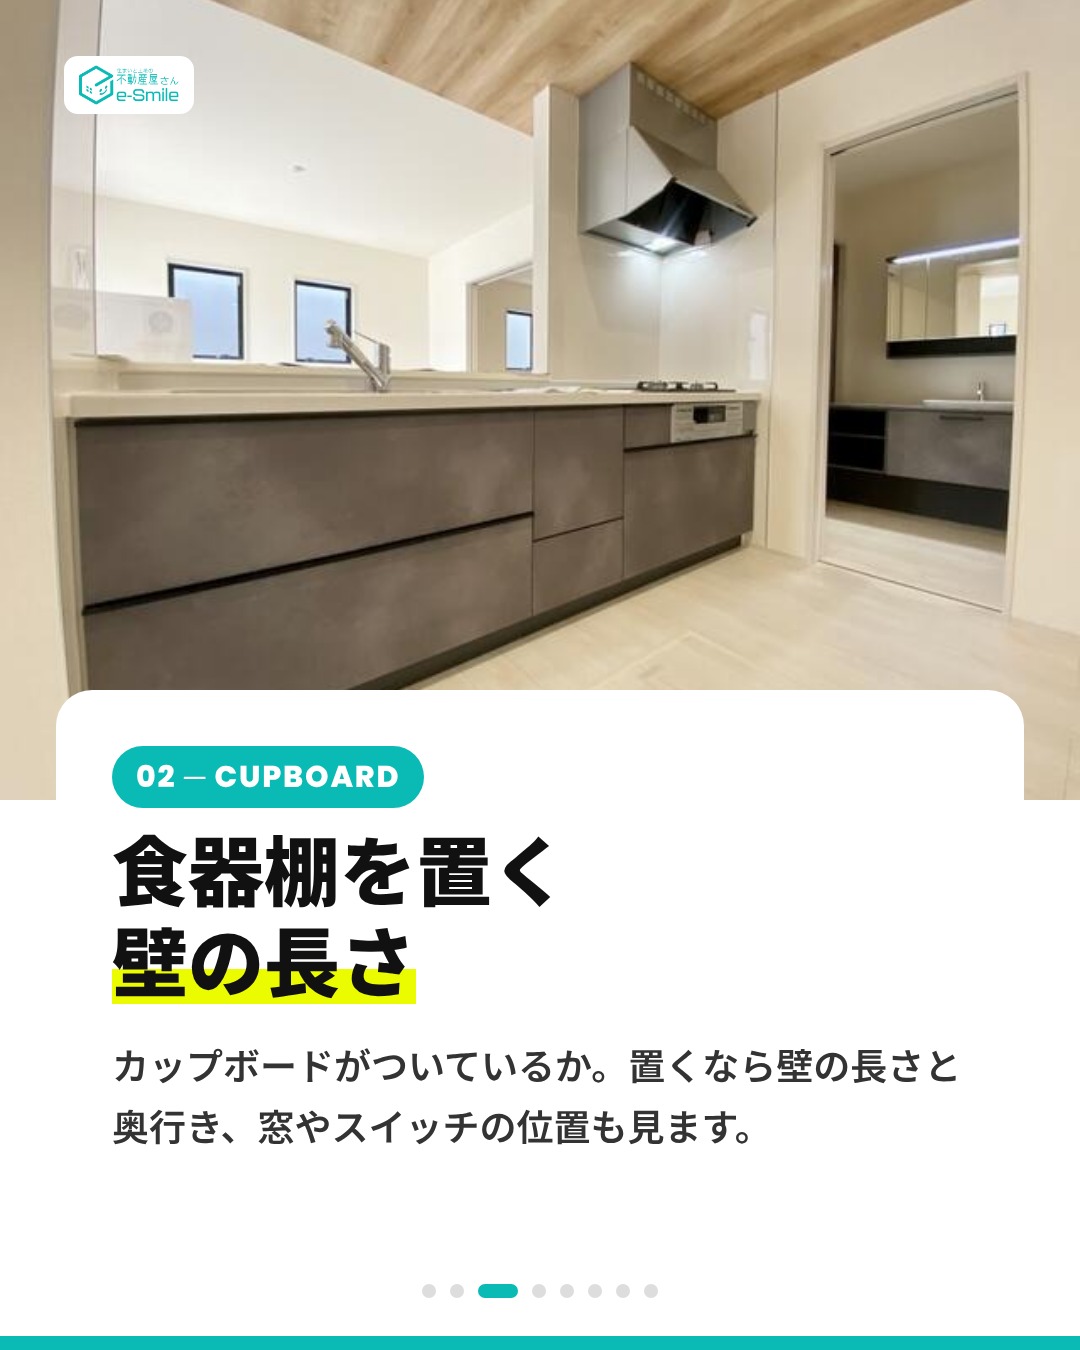 不動産屋さん
e-Smile
02 — CUPBOARD
食器棚を置く
壁の長さ
カップボードがついているか。置くなら壁の長さと
奥行き、窓やスイッチの位置も見ます。